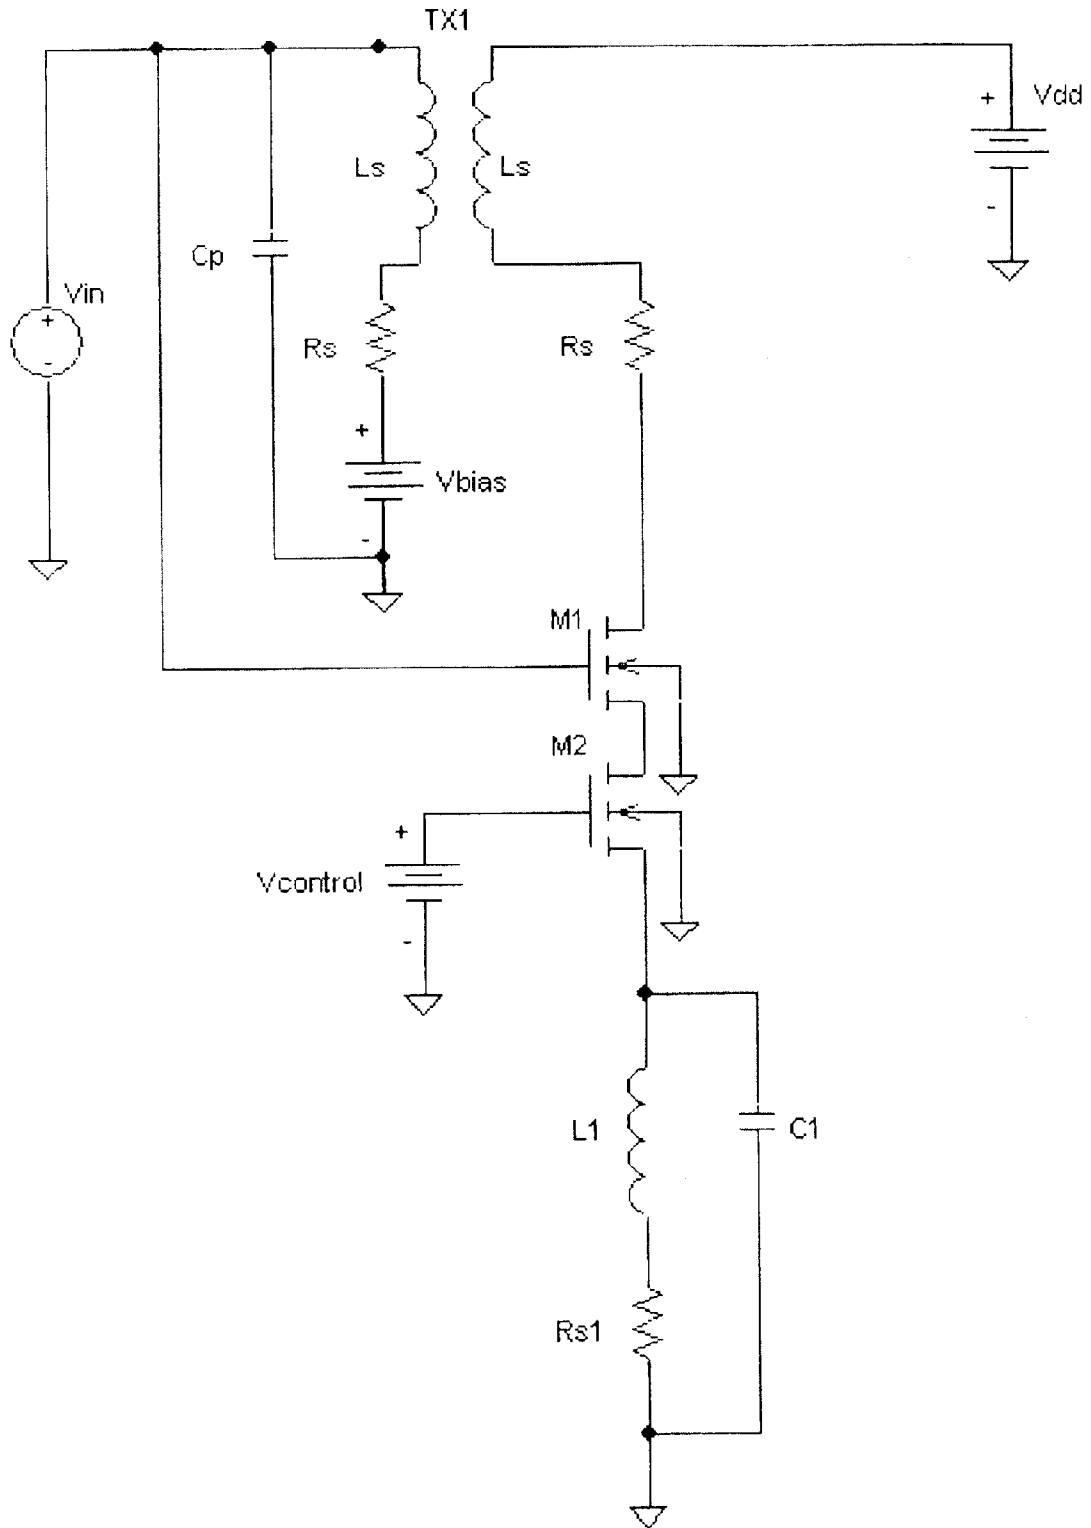 TX1
+
Vdd
Ls
Ls
-
Cp
Vin
+
-
Rs
Rs
+
Vbias
-
M1
M2
+
Vcontrol
-
L1
C1
Rs1